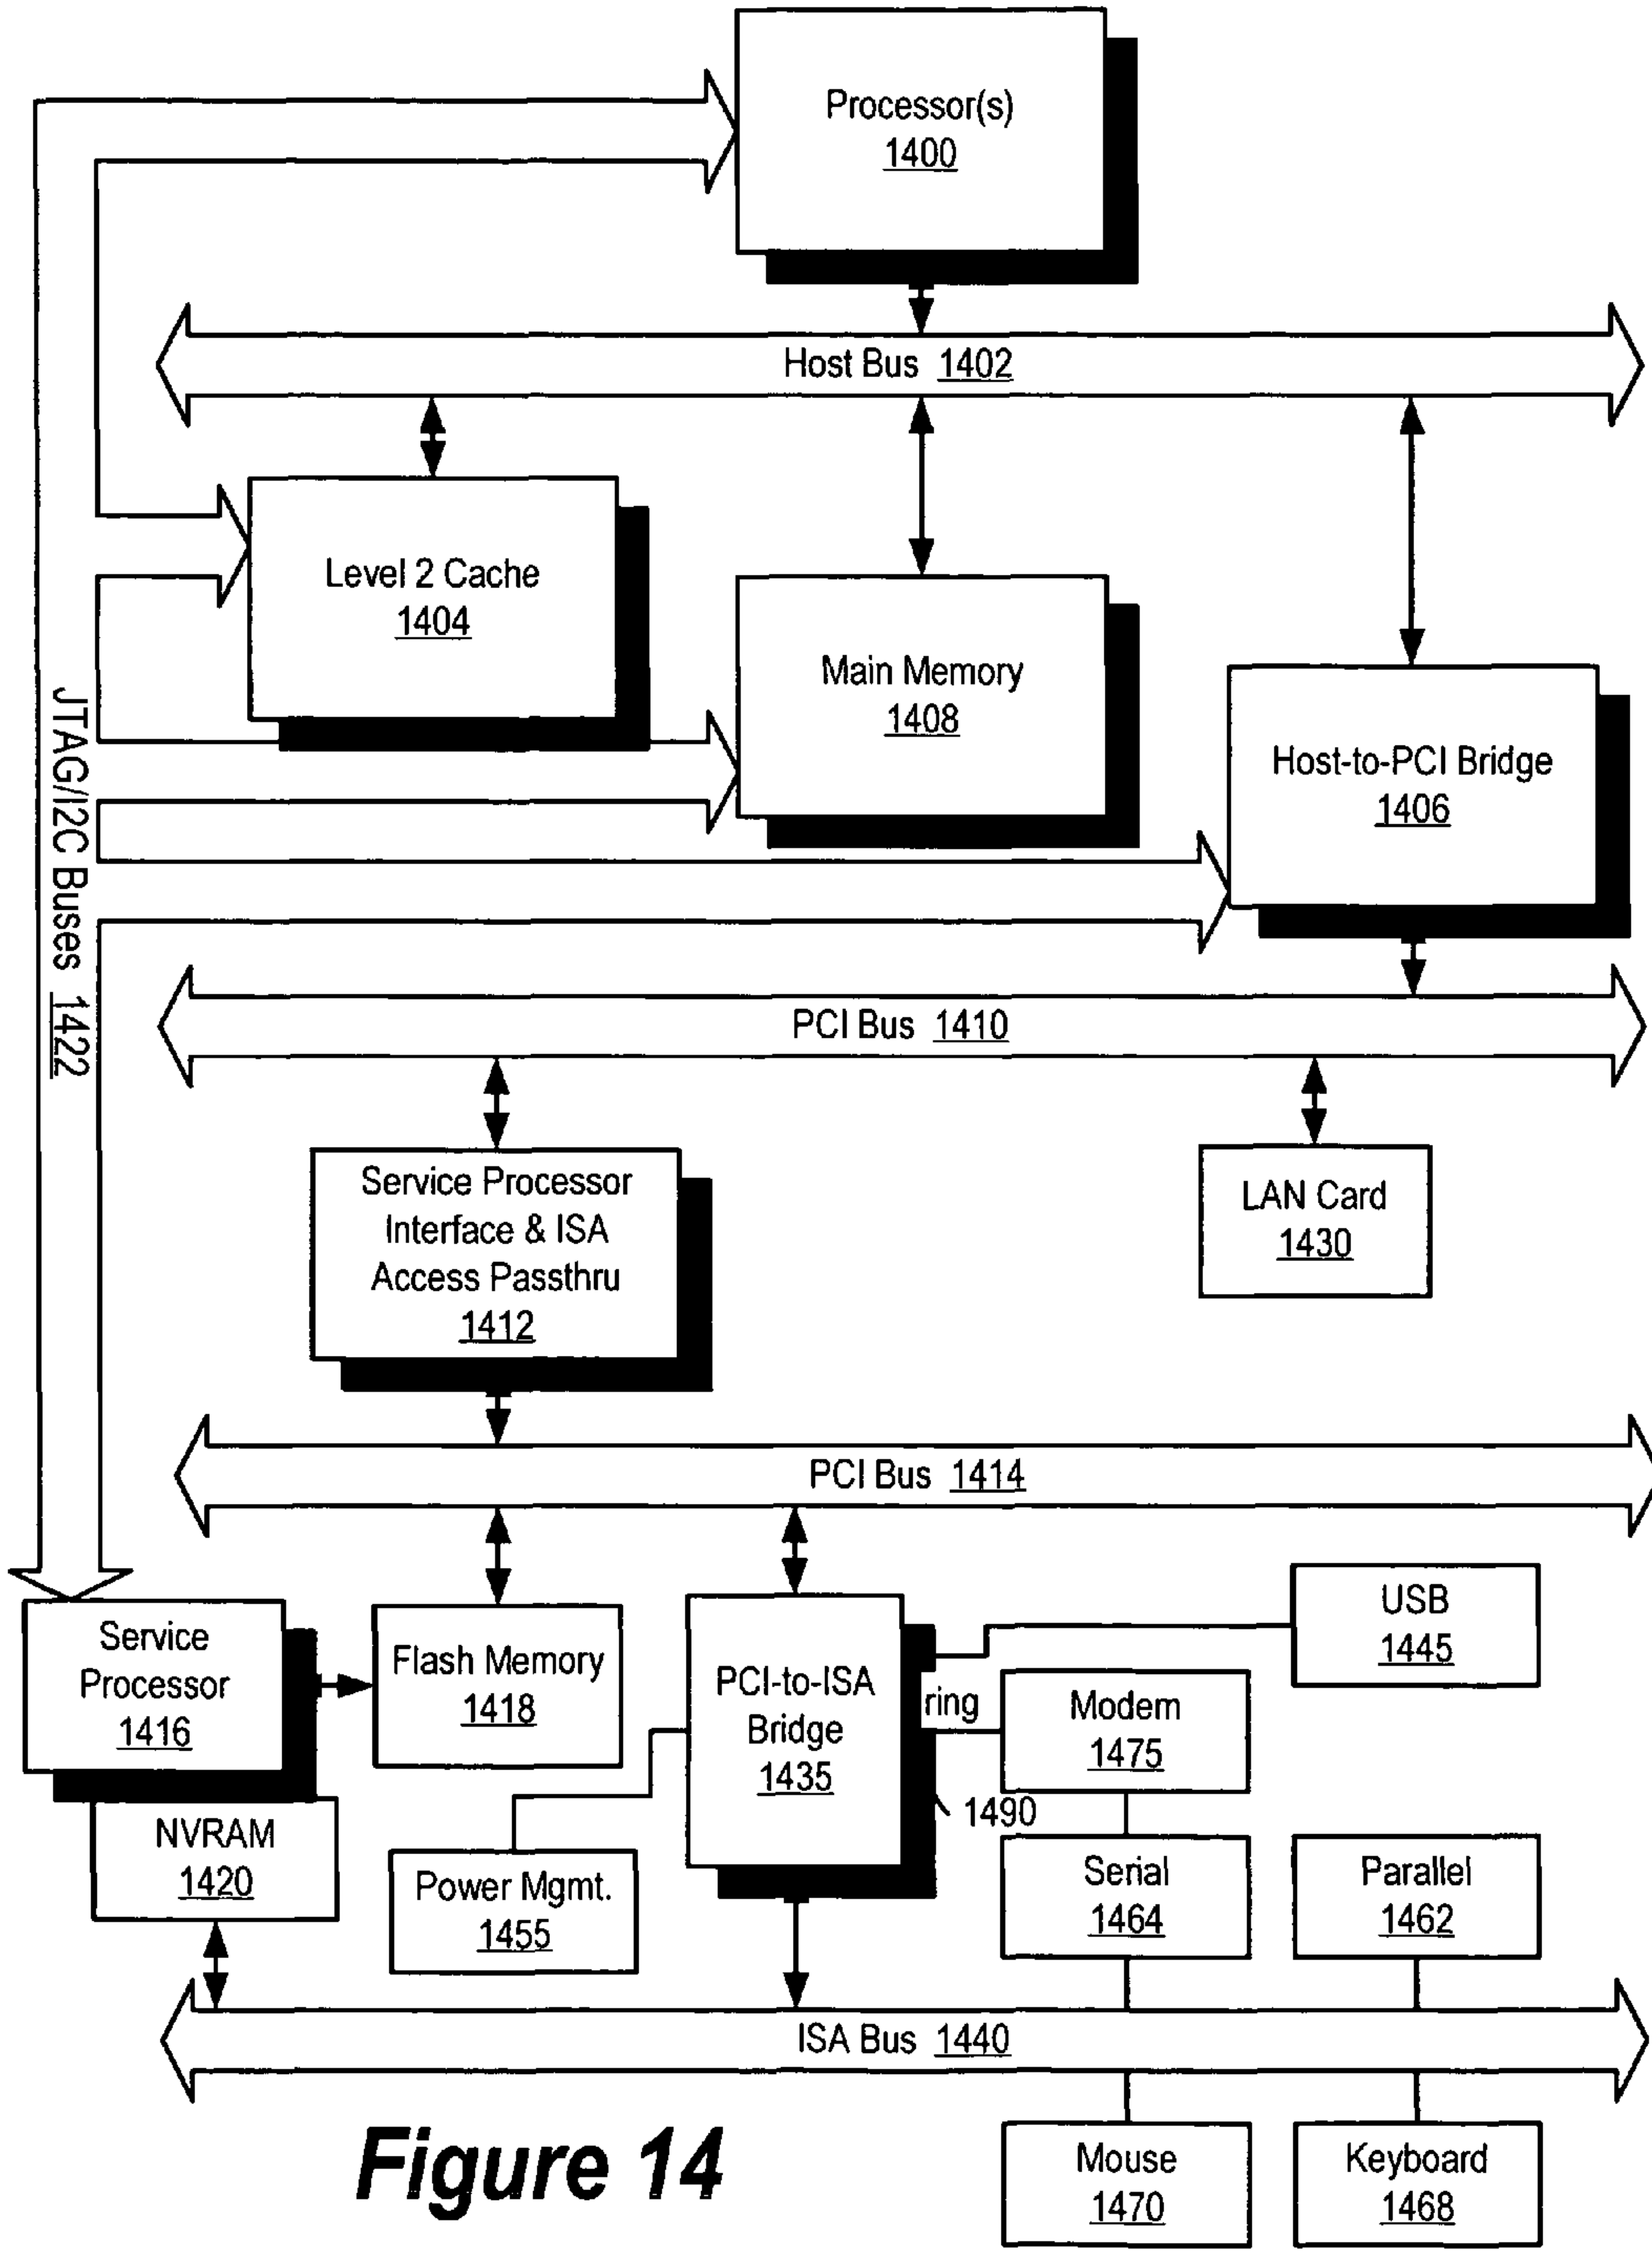 Processor(s)
1400
Host Bus 1402
Level 2 Cache
1404
Main Memory
1408
Host-to-PCI Bridge
1406
JTAG/I2C Buses 1422
PCI Bus 1410
Service Processor
Interface & ISA
Access Passthru
1412
LAN Card
1430
PCI Bus 1414
Service
Processor
1416
Flash Memory
1418
PCI-to-ISA
Bridge
1435
USB
1445
ring
Modem
1475
1490
NVRAM
1420
Power Mgmt.
1455
Serial
1464
Parallel
1462
ISA Bus 1440
Mouse
1470
Keyboard
1468
Figure 14